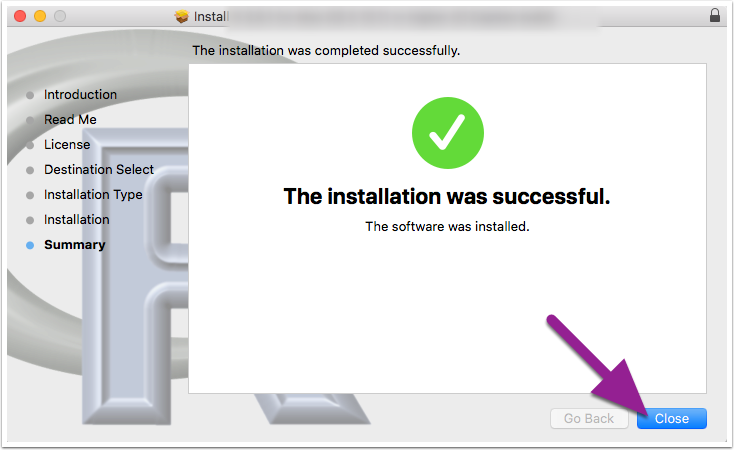 Install
The installation was completed successfully.
Introduction
Read Me
License
Destination Select
Installation Type
Installation
Summary
The installation was successful.
The software was installed.
Go Back
Close
R